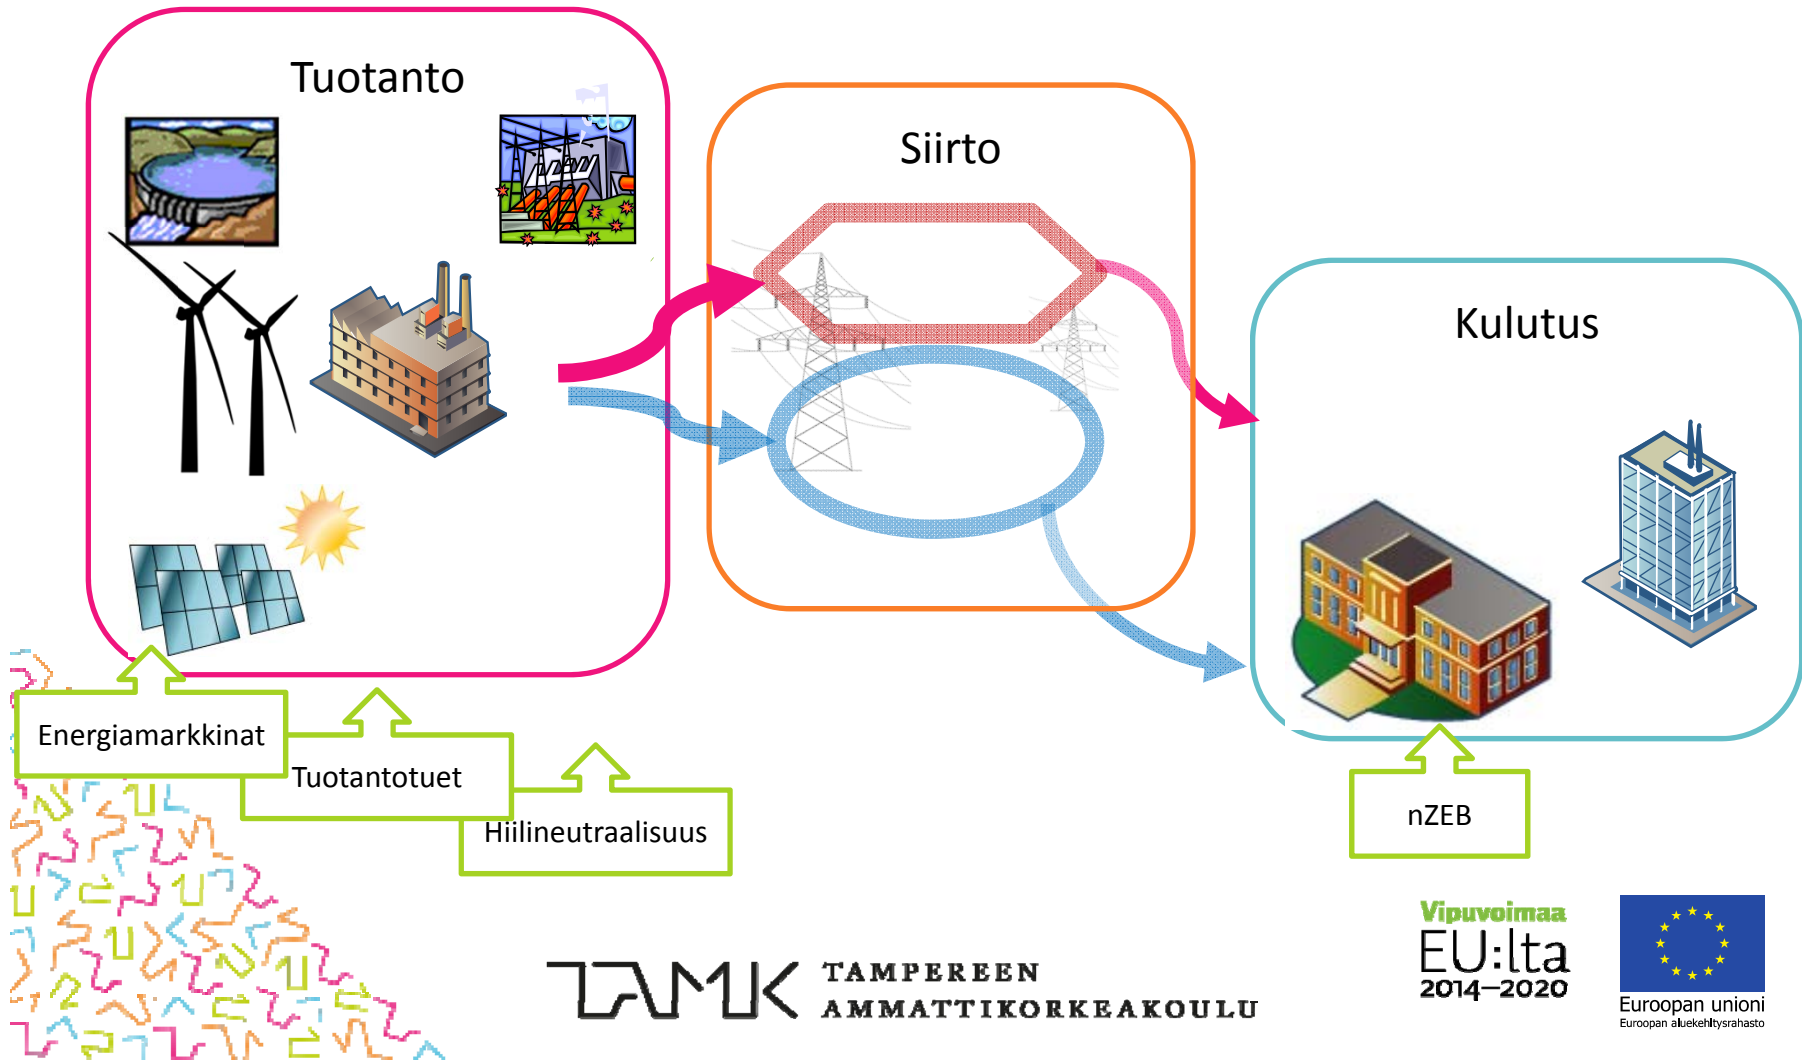 Tuotanto
Siirto
Kulutus
Energiamarkkinat
Tuotantotuet
Hiilineutraalisuus
nZEB
TAMK
TAMPEREEN
AMMATTIKORKEAKOULU
Vipuvoimaa
EU:lta
2014–2020
Euroopan unioni
Euroopan aluekehitysrahasto